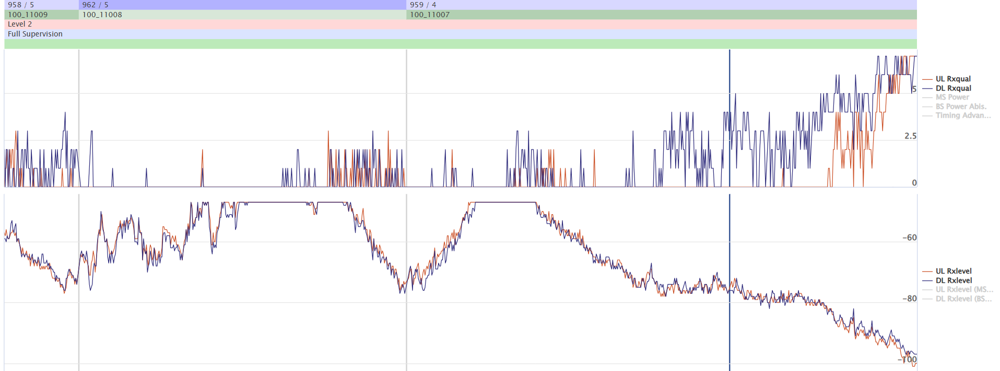 958 / 5 962 / 5 959 / 4
100_11009 100_11008 100_11007
Level 2
Full Supervision
UL Rxqual
DL Rxqual
MS Power
BS Power Abis.
Timing Advan...
5
2.5
0
-60
-80
-100
UL Rxlevel
DL Rxlevel
UL Rxlevel (MS...
DL Rxlevel (BS...